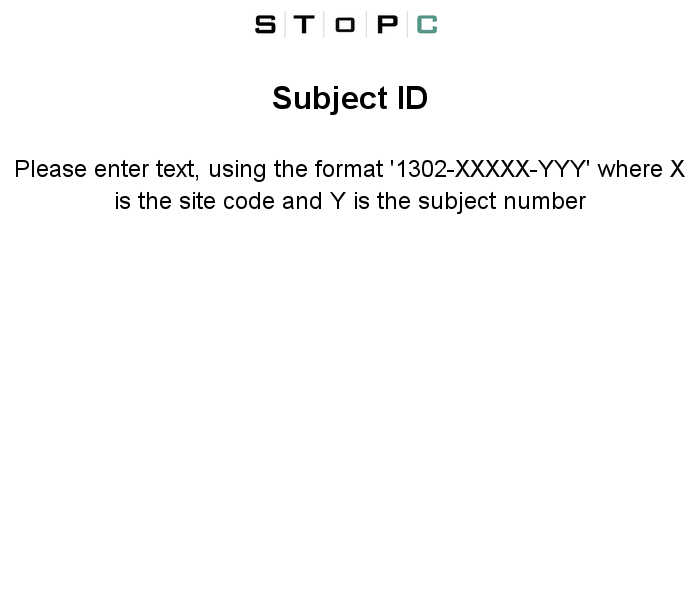 STOPC
Subject ID
Please enter text, using the format '1302-XXXXX-YYY' where X
is the site code and Y is the subject number